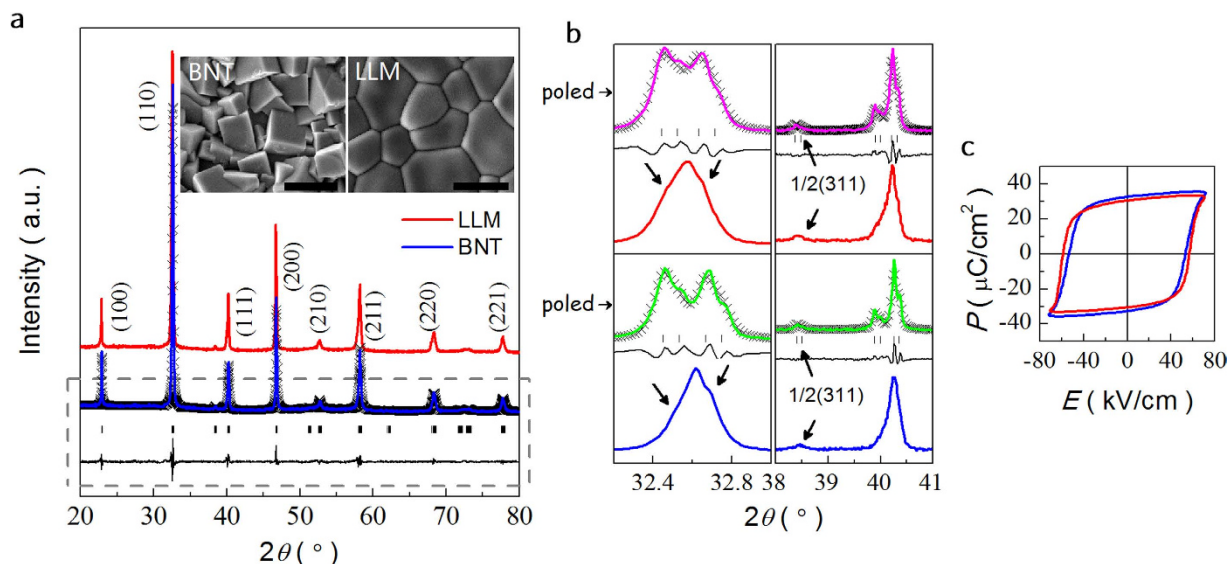 a
BNT
LLM
(110)
(100)
(111)
(200)
(210)
(211)
(220)
(221)
LLM
BNT
Intensity ( a.u. )
20 30 40 50 60 70 80
2θ ( ° )
b
poled→
1/2(311)
poled→
1/2(311)
32.4 32.8 38 39 40 41
2θ ( ° )
c
40
20
0
-20
-40
P ( μC/cm2 )
-80 -40 0 40 80
E ( kV/cm )